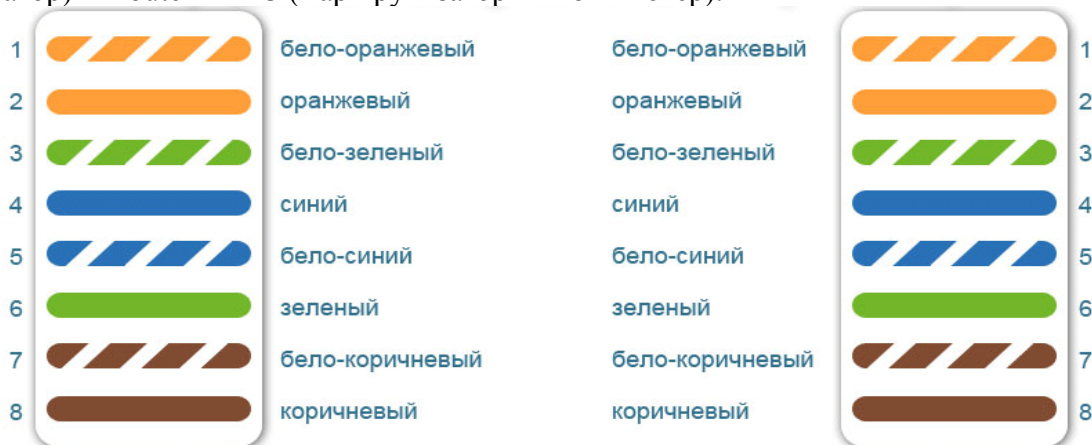 1 бело-оранжевый бело-оранжевый 1
2 оранжевый оранжевый 2
3 бело-зеленый бело-зеленый 3
4 синий синий 4
5 бело-синий бело-синий 5
6 зеленый зеленый 6
7 бело-коричневый бело-коричневый 7
8 коричневый коричневый 8